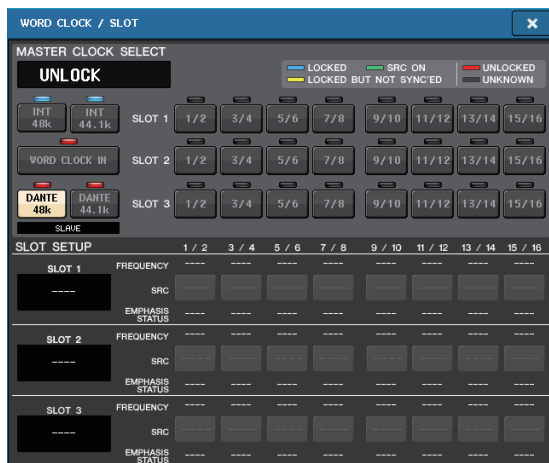 WORD CLOCK / SLOT
MASTER CLOCK SELECT
UNLOCK
LOCKED SRC ON UNLOCKED
LOCKED BUT NOT SYNC'ED UNKNOWN
INT 48k INT 44.1k SLOT 1 1/2 3/4 5/6 7/8 9/10 11/12 13/14 15/16
WORD CLOCK IN SLOT 2 1/2 3/4 5/6 7/8 9/10 11/12 13/14 15/16
DANTE 48k DANTE 44.1k SLOT 3 1/2 3/4 5/6 7/8 9/10 11/12 13/14 15/16
SLAVE
SLOT SETUP 1 / 2 3 / 4 5 / 6 7 / 8 9 / 10 11 / 12 13 / 14 15 / 16
SLOT 1 FREQUENCY ---- ---- ---- ---- ---- ---- ---- ----
---- SRC ---- ---- ---- ---- ---- ---- ---- ----
EMPHASIS STATUS ---- ---- ---- ---- ---- ---- ---- ----
SLOT 2 FREQUENCY ---- ---- ---- ---- ---- ---- ---- ----
---- SRC ---- ---- ---- ---- ---- ---- ---- ----
EMPHASIS STATUS ---- ---- ---- ---- ---- ---- ---- ----
SLOT 3 FREQUENCY ---- ---- ---- ---- ---- ---- ---- ----
---- SRC ---- ---- ---- ---- ---- ---- ---- ----
EMPHASIS STATUS ---- ---- ---- ---- ---- ---- ---- ----